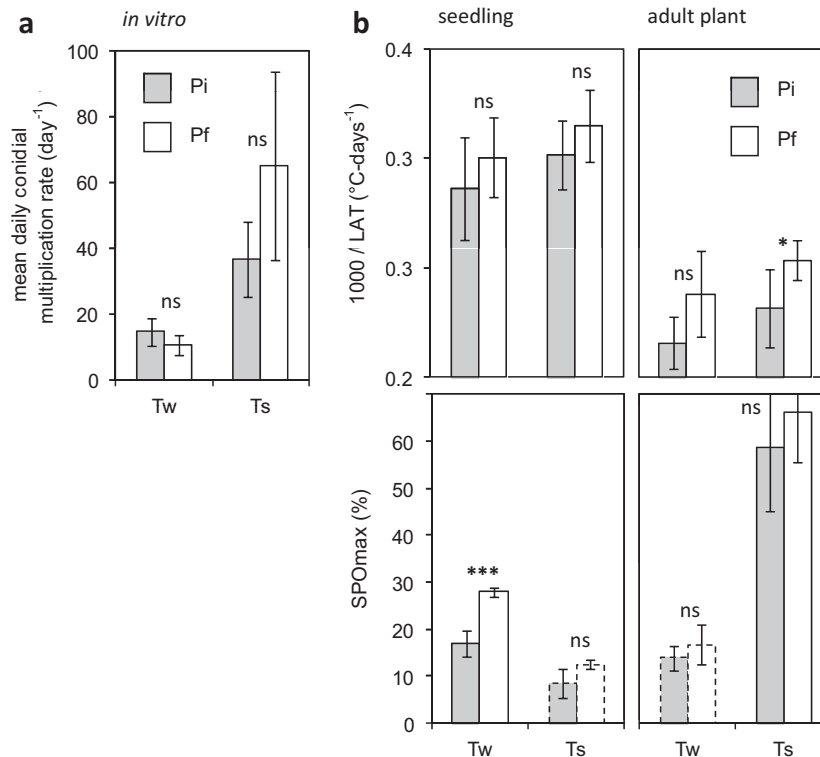 a
in vitro
mean daily conidial
multiplication rate (day⁻¹)
100
80
60
40
20
0
Pi
Pf
ns
ns
Tw
Ts
b
seedling
adult plant
1000 / LAT (°C-days⁻¹)
0.4
0.3
0.3
0.2
ns
ns
Pi
Pf
ns
*
SPOmax (%)
60
50
40
30
20
10
0
***
ns
ns
ns
Tw
Ts
Tw
Ts